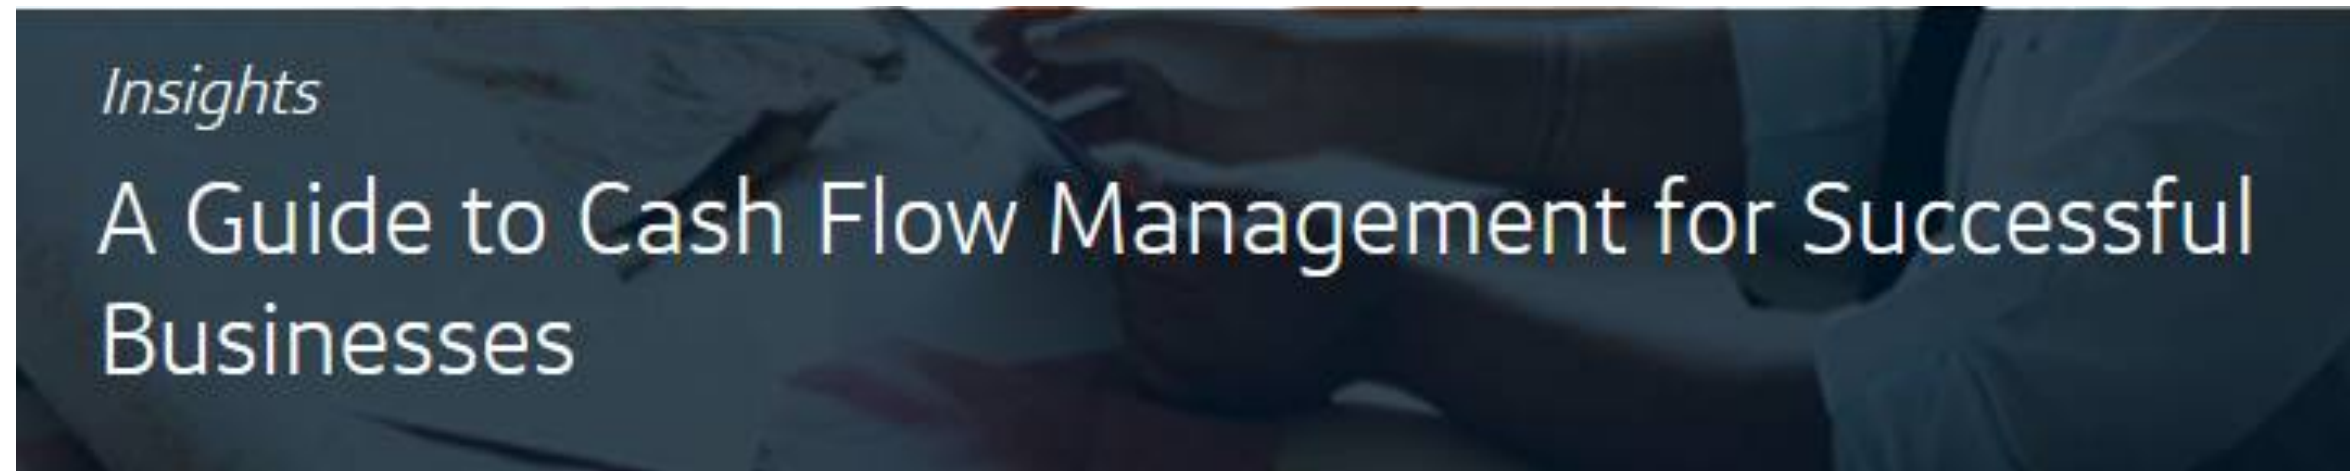 Insights
A Guide to Cash Flow Management for Successful
Businesses